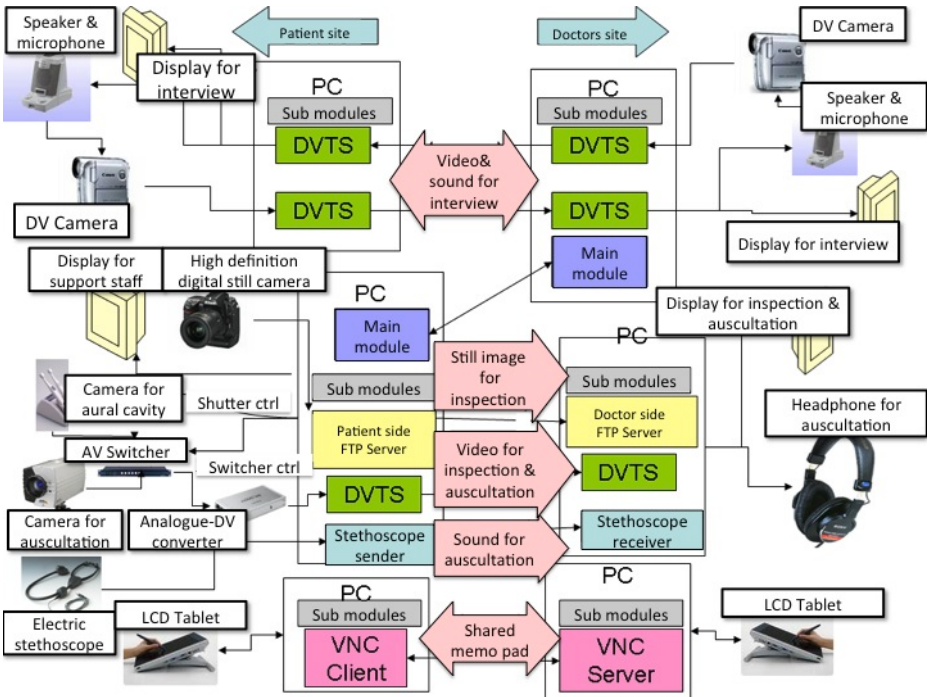 Speaker &
microphone
Patient site
Doctors site
DV Camera
Display for
interview
PC
Sub modules
DVTS
DVTS
PC
Sub modules
DVTS
DVTS
Speaker &
microphone
Video&
sound for
interview
DV Camera
Display for interview
Main
module
Display for
support staff
High definition
digital still camera
PC
Main
module
Display for inspection &
auscultation
PC
Still image
for
inspection
Sub modules
Sub modules
Camera for
aural cavity
Shutter ctrl
Patient side
FTP Server
Doctor side
FTP Server
Headphone for
auscultation
AV Switcher
Switcher ctrl
Video for
inspection &
auscultation
DVTS
DVTS
Camera for
auscultation
Analogue-DV
converter
Stethoscope
sender
Sound for
auscultation
Stethoscope
receiver
Electric
stethoscope
LCD Tablet
PC
Sub modules
VNC
Client
Shared
memo pad
PC
Sub modules
VNC
Server
LCD Tablet